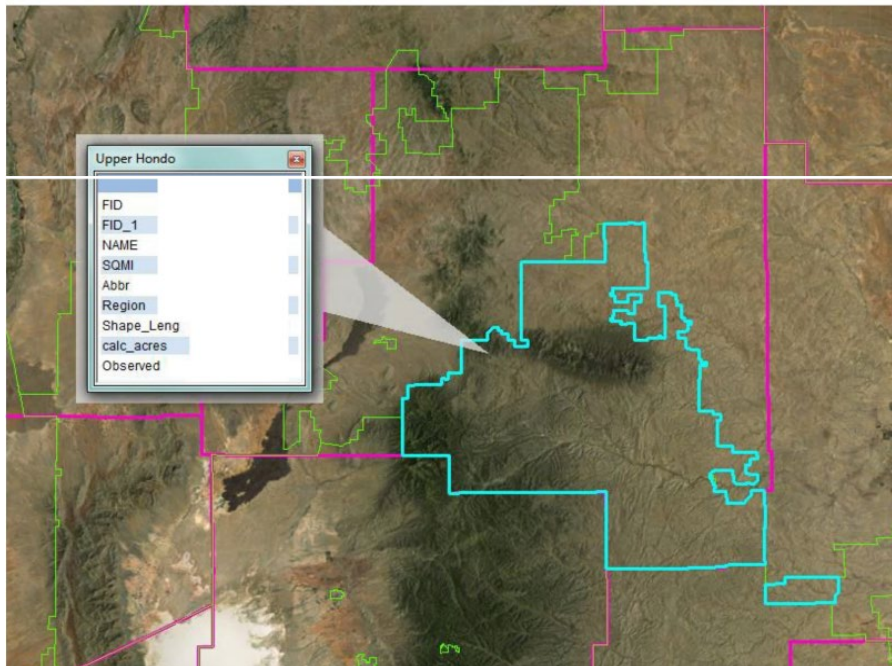 Upper Hondo
FID
FID_1
NAME
SQMI
Abbr
Region
Shape_Leng
calc_acres
Observed